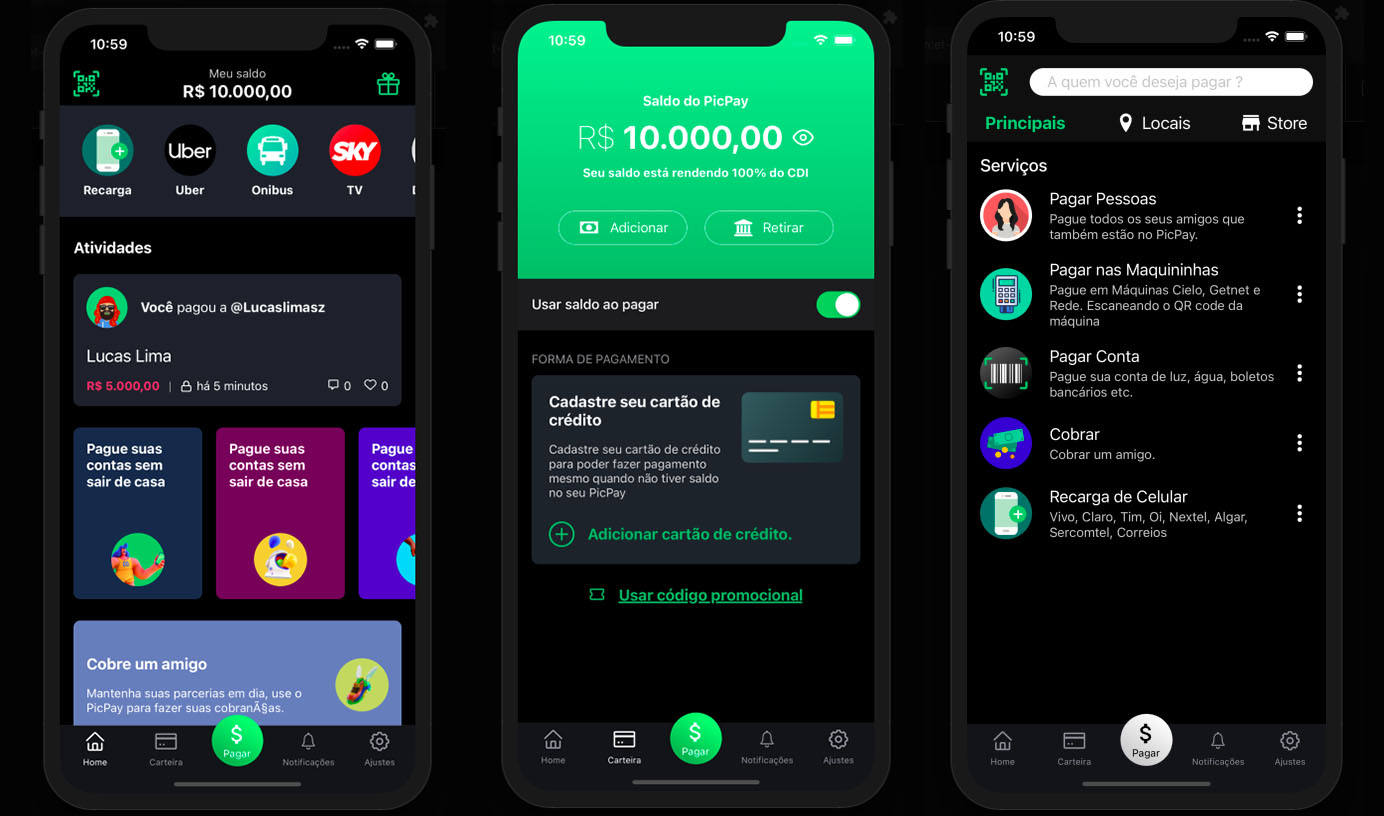 10:59
Meu saldo
R$ 10.000,00
Uber
SKY
Recarga
Uber
Onibus
TV
Atividades
Você pagou a @Lucaslimasz
Lucas Lima
R$ 5.000,00 | há 5 minutos 0 0
Pague suas
contas sem
sair de casa
Pague suas
contas sem
sair de casa
Pague
contas
sair de
Cobre um amigo
Mantenha suas parcerias em dia, use o
PicPay para fazer suas cobranÃ§as.
Home
Carteira
$
Pagar
Notificações
Ajustes
10:59
Saldo do PicPay
R$ 10.000,00
Seu saldo está rendendo 100% do CDI
Adicionar
Retirar
Usar saldo ao pagar
FORMA DE PAGAMENTO
Cadastre seu cartão de
crédito
Cadastre seu cartão de crédito
para poder fazer pagamento
mesmo quando não tiver saldo
no seu PicPay
Adicionar cartão de crédito.
Usar código promocional
Home
Carteira
$
Pagar
Notificações
Ajustes
10:59
A quem você deseja pagar ?
Principais
Locais
Store
Serviços
Pagar Pessoas
Pague todos os seus amigos que
também estão no PicPay.
Pagar nas Maquininhas
Pague em Máquinas Cielo, Getnet e
Rede. Escaneando o QR code da
máquina
Pagar Conta
Pague sua conta de luz, água, boletos
bancários etc.
Cobrar
Cobrar um amigo.
Recarga de Celular
Vivo, Claro, Tim, Oi, Nextel, Algar,
Sercomtel, Correios
Home
Carteira
$
Pagar
Notificações
Ajustes